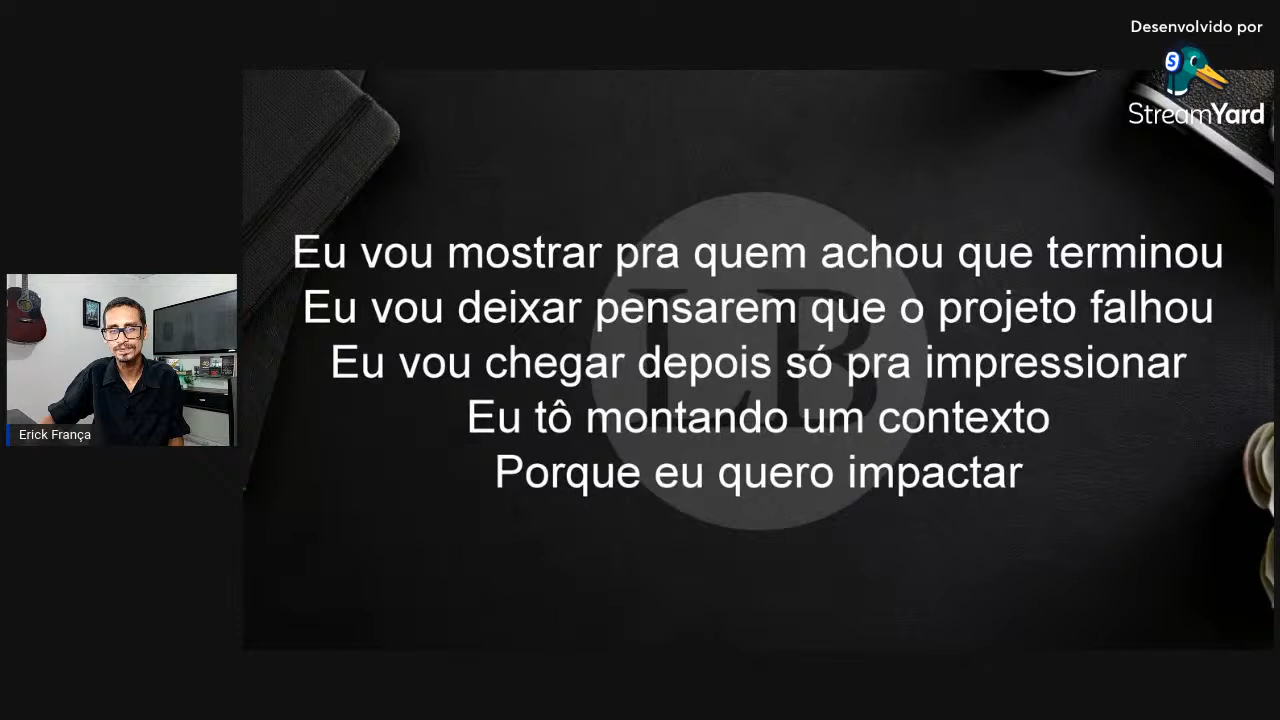 Desenvolvido por
StreamYard
Eu vou mostrar pra quem achou que terminou
Eu vou deixar pensarem que o projeto falhou
Eu vou chegar depois só pra impressionar
Eu tô montando um contexto
Porque eu quero impactar
LB
Erick França